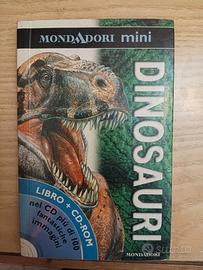 MONDADORI mini
DINOSAURI
LIBRO + CD-ROM
nel CD più di 100
fantastiche
immagini
MONDADORI